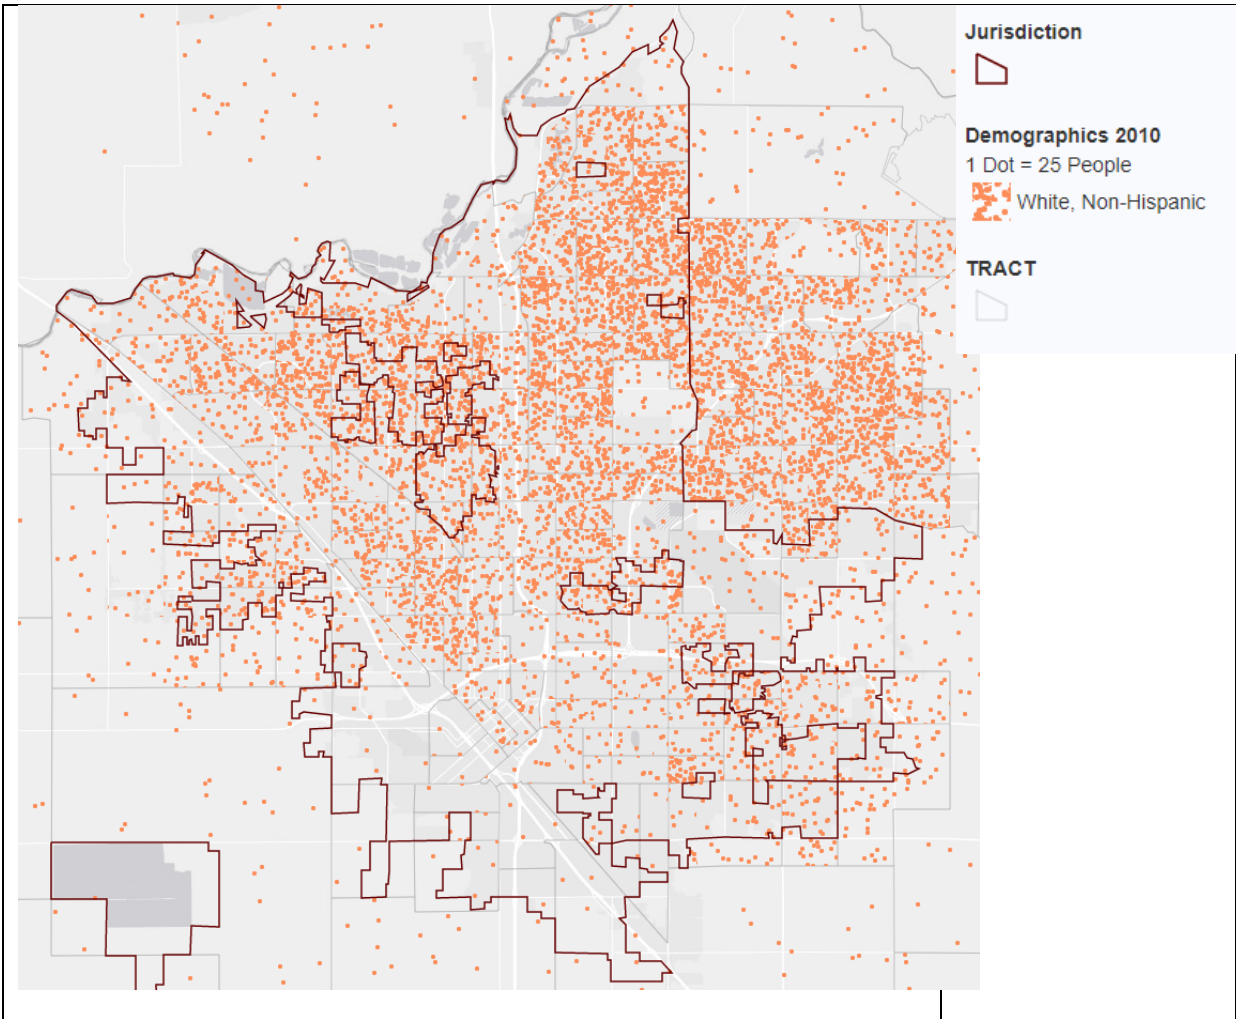 Jurisdiction
Demographics 2010
1 Dot = 25 People
White, Non-Hispanic
TRACT